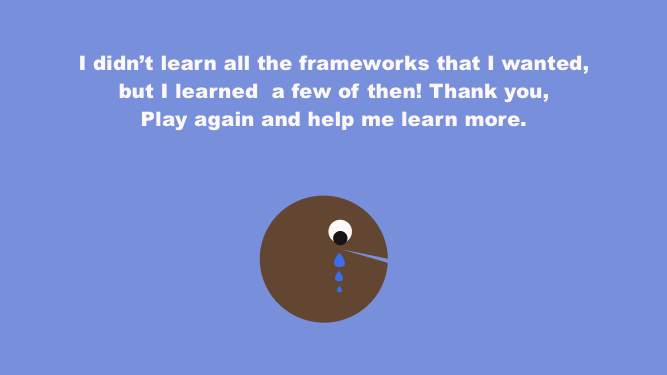 I didn’t learn all the frameworks that I wanted,
but I learned  a few of then! Thank you,
Play again and help me learn more.